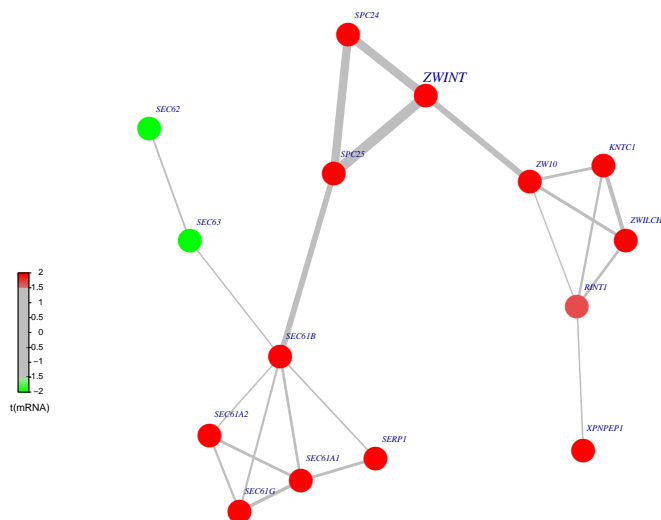 SPC24
ZWINT
SEC62
KNTC1
SPC25
ZW10
ZWILCH
SEC63
RINT1
2
1.5
1
0.5
0
−0.5
−1
−1.5
−2
t(mRNA)
SEC61B
SEC61A2
SERP1
XPNPEP1
SEC61A1
SEC61G